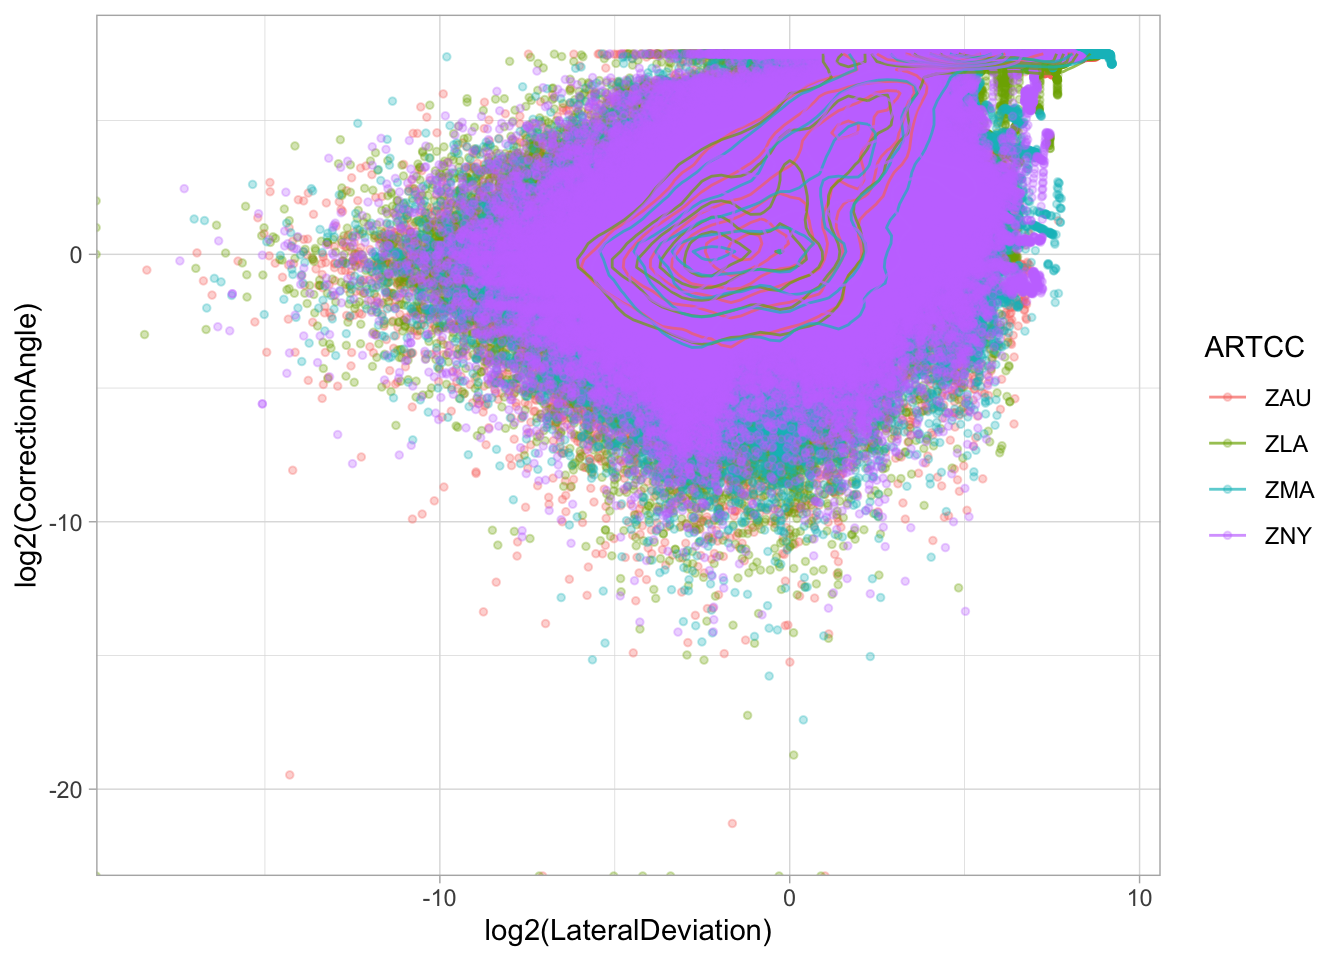 0
-10
-20
log2(CorrectionAngle)
-10
0
10
log2(LateralDeviation)
ARTCC
ZAU
ZLA
ZMA
ZNY